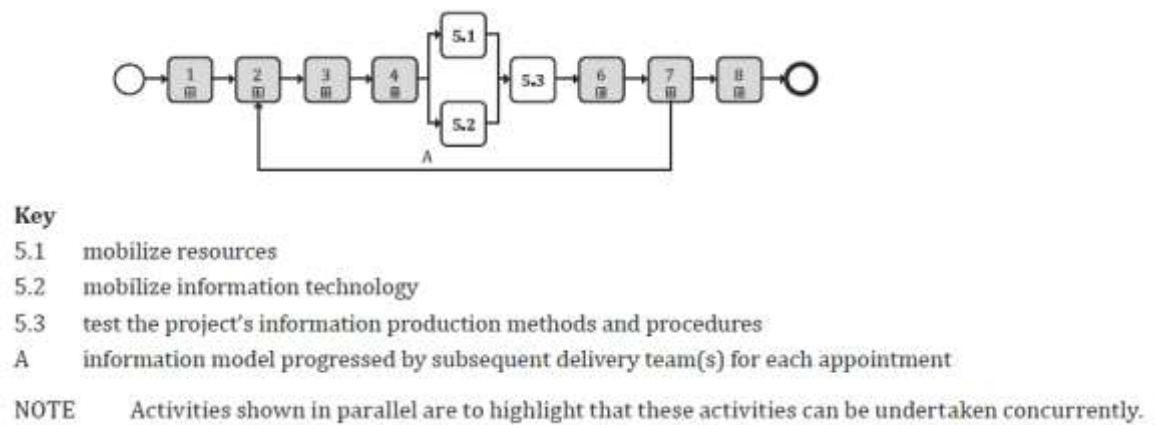 5.1
1 2 3 4 5.3 6 7 8
5.2
A
Key
5.1 mobilize resources
5.2 mobilize information technology
5.3 test the project's information production methods and procedures
A information model progressed by subsequent delivery team(s) for each appointment
NOTE Activities shown in parallel are to highlight that these activities can be undertaken concurrently.